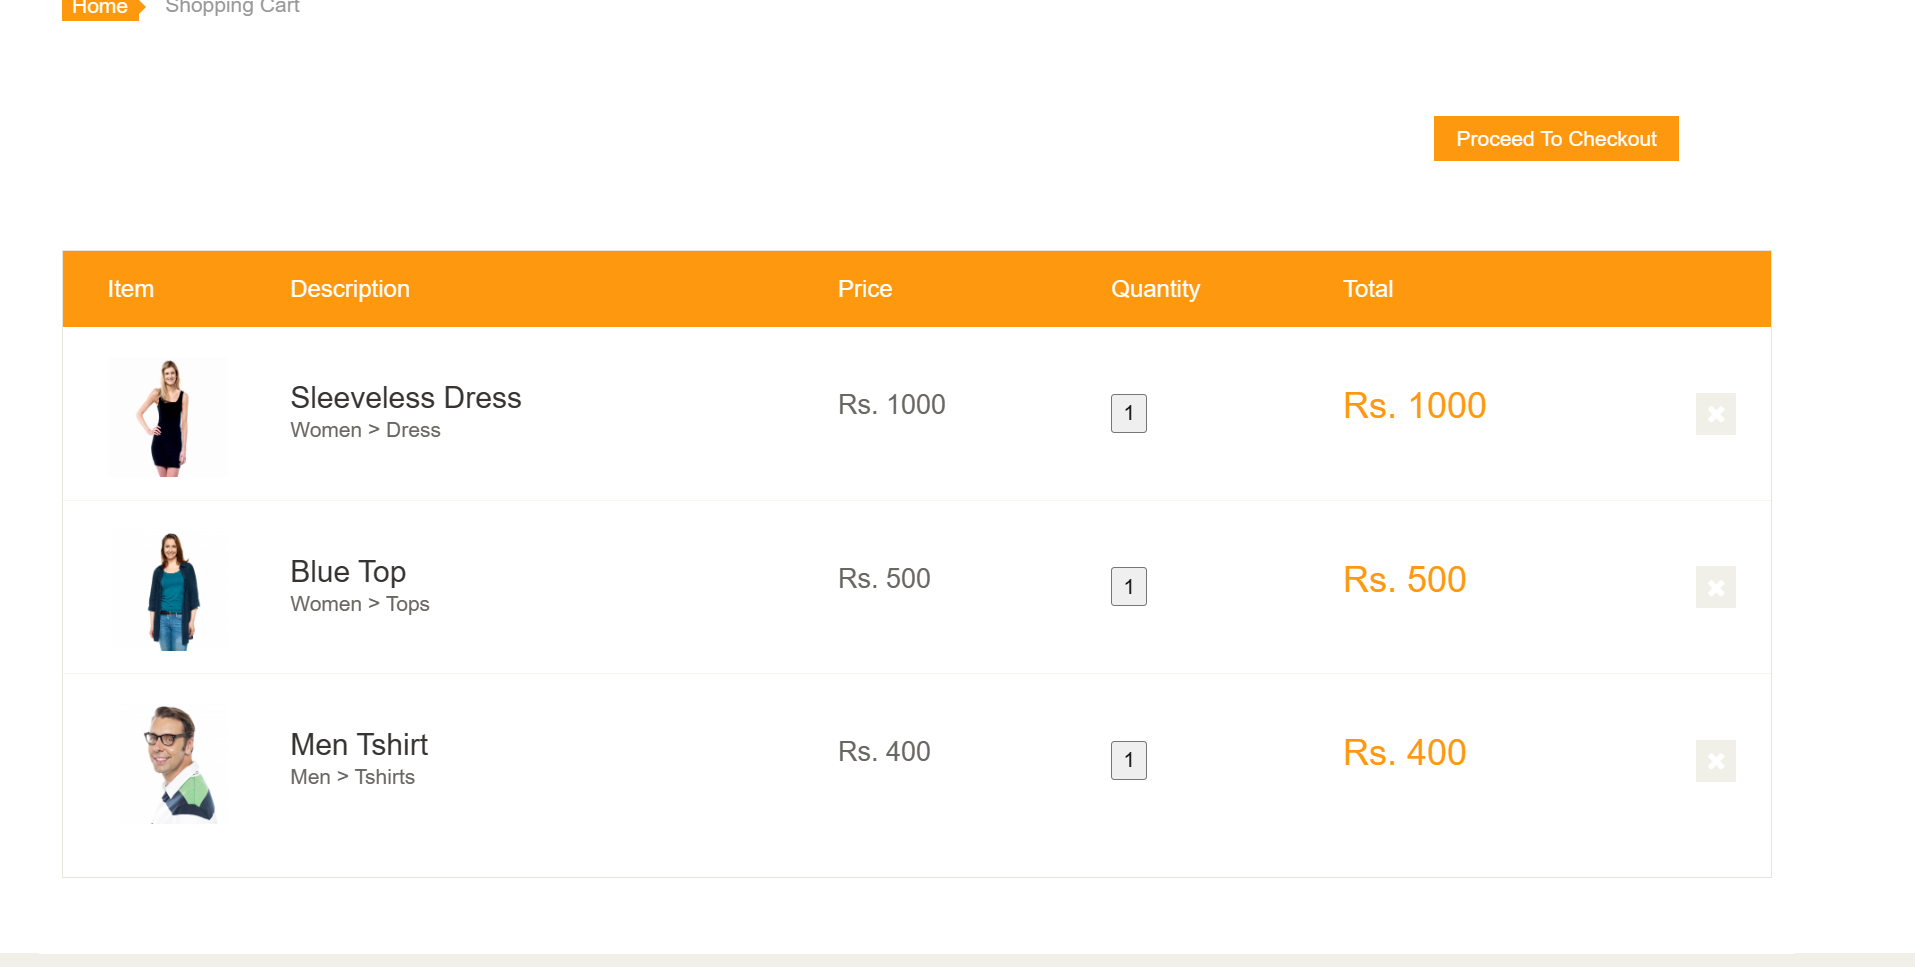 Home Shopping Cart
Proceed To Checkout
Item Description Price Quantity Total
Sleeveless Dress Rs. 1000 1 Rs. 1000
Women > Dress
Blue Top Rs. 500 1 Rs. 500
Women > Tops
Men Tshirt Rs. 400 1 Rs. 400
Men > Tshirts